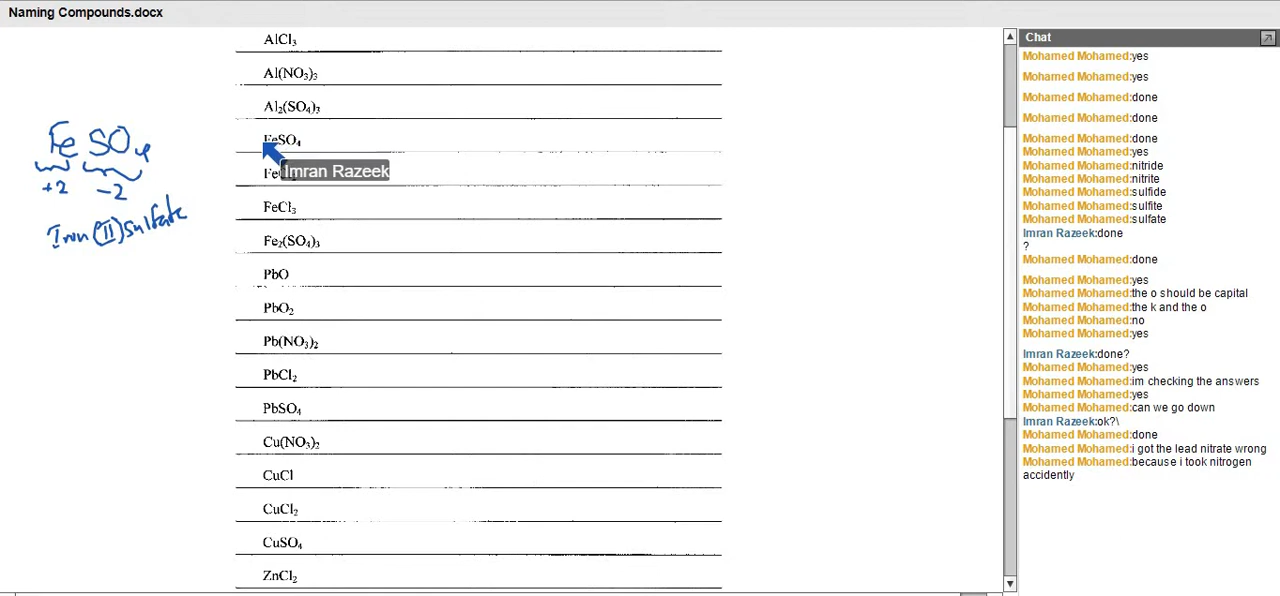 Naming Compounds.docx
AlCl₃
Al(NO₃)₃
Al₂(SO₄)₃
FeSO₄
Imran Razeek
FeCl₃
Fe₂(SO₄)₃
PbO
PbO₂
Pb(NO₃)₂
PbCl₂
PbSO₄
Cu(NO₃)₂
CuCl
CuCl₂
CuSO₄
ZnCl₂
Fe SO₄
+2 -2
Iron (II) Sulfate
Chat
Mohamed Mohamed:yes
Mohamed Mohamed:yes
Mohamed Mohamed:done
Mohamed Mohamed:done
Mohamed Mohamed:done
Mohamed Mohamed:yes
Mohamed Mohamed:nitride
Mohamed Mohamed:nitrite
Mohamed Mohamed:sulfide
Mohamed Mohamed:sulfite
Mohamed Mohamed:sulfate
Imran Razeek:done
?
Mohamed Mohamed:done
Mohamed Mohamed:yes
Mohamed Mohamed:the o should be capital
Mohamed Mohamed:the k and the o
Mohamed Mohamed:no
Mohamed Mohamed:yes
Imran Razeek:done?
Mohamed Mohamed:yes
Mohamed Mohamed:im checking the answers
Mohamed Mohamed:yes
Mohamed Mohamed:can we go down
Imran Razeek:ok?\
Mohamed Mohamed:done
Mohamed Mohamed:i got the lead nitrate wrong
Mohamed Mohamed:because i took nitrogen
accidently